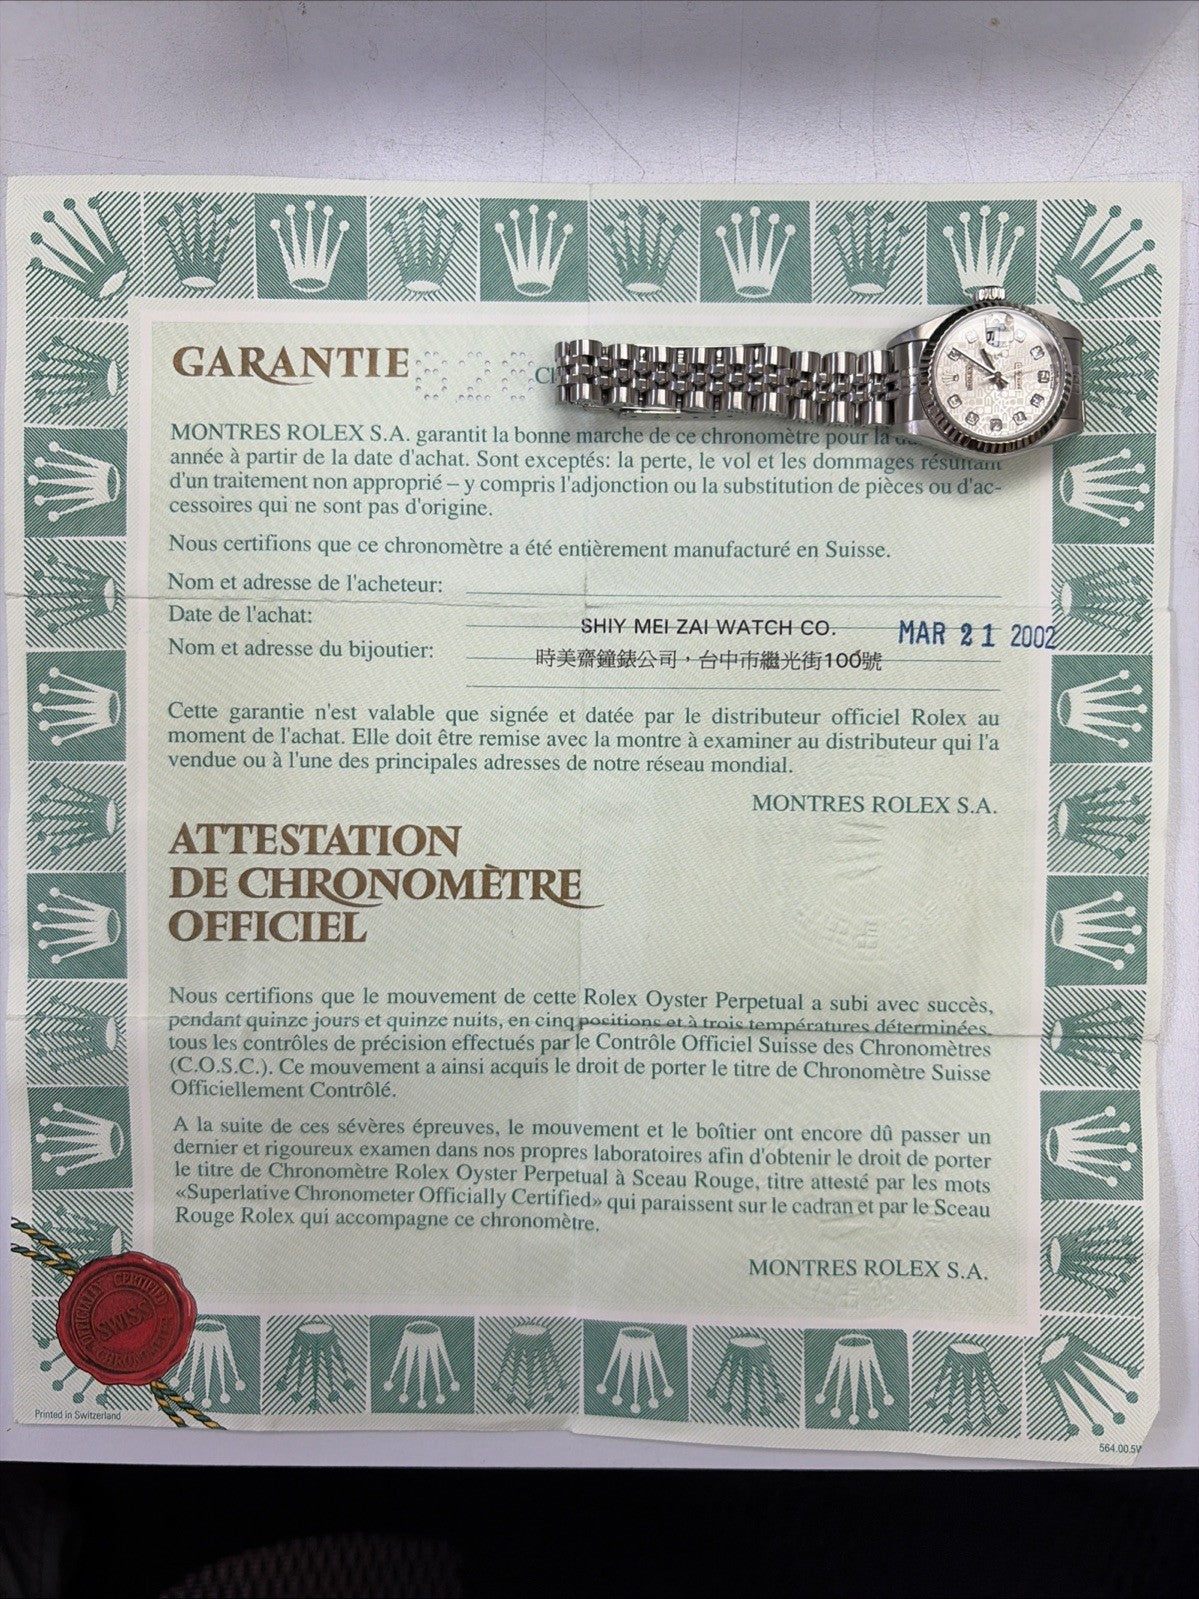 GARANTIE
MONTRES ROLEX S.A. garantit la bonne marche de ce chronomètre pour la
année à partir de la date d'achat. Sont exceptés: la perte, le vol et les dommages résultant
d'un traitement non approprié – y compris l'adjonction ou la substitution de pièces ou d'ac-
cessoires qui ne sont pas d'origine.
Nous certifions que ce chronomètre a été entièrement manufacturé en Suisse.
Nom et adresse de l'acheteur:
Date de l'achat:
SHIY MEI ZAI WATCH CO. MAR 21 2002
Nom et adresse du bijoutier:
時美齋鐘錶公司，台中市繼光街100號
Cette garantie n'est valable que signée et datée par le distributeur officiel Rolex au
moment de l'achat. Elle doit être remise avec la montre à examiner au distributeur qui l'a
vendue ou à l'une des principales adresses de notre réseau mondial.
MONTRES ROLEX S.A.
ATTESTATION
DE CHRONOMÈTRE
OFFICIEL
Nous certifions que le mouvement de cette Rolex Oyster Perpetual a subi avec succès,
pendant quinze jours et quinze nuits, en cinq positions et à trois températures déterminées,
tous les contrôles de précision effectués par le Contrôle Officiel Suisse des Chronomètres
(C.O.S.C.). Ce mouvement a ainsi acquis le droit de porter le titre de Chronomètre Suisse
Officiellement Contrôlé.
A la suite de ces sévères épreuves, le mouvement et le boîtier ont encore dû passer un
dernier et rigoureux examen dans nos propres laboratoires afin d'obtenir le droit de porter
le titre de Chronomètre Rolex Oyster Perpetual à Sceau Rouge, titre attesté par les mots
«Superlative Chronometer Officially Certified» qui paraissent sur le cadran et par le Sceau
Rouge Rolex qui accompagne ce chronomètre.
MONTRES ROLEX S.A.
OFFICIALLY CERTIFIED
SWISS
CHRONOMETER
Printed in Switzerland
564.00.5